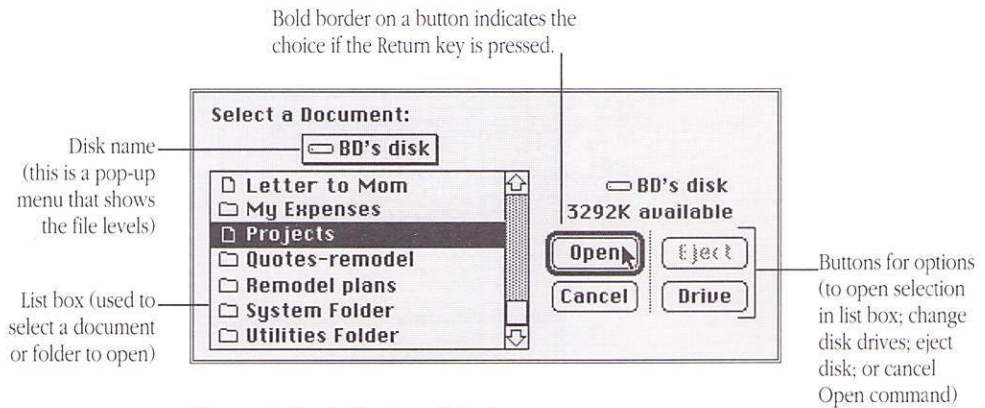 Bold border on a button indicates the
choice if the Return key is pressed.
Select a Document:
Disk name
(this is a pop-up
menu that shows
the file levels)
BD's disk
Letter to Mom
My Expenses
Projects
Quotes-remodel
Remodel plans
System Folder
Utilities Folder
BD's disk
3292K available
Open
Eject
Cancel
Drive
List box (used to
select a document
or folder to open)
Buttons for options
(to open selection
in list box; change
disk drives; eject
disk; or cancel
Open command)